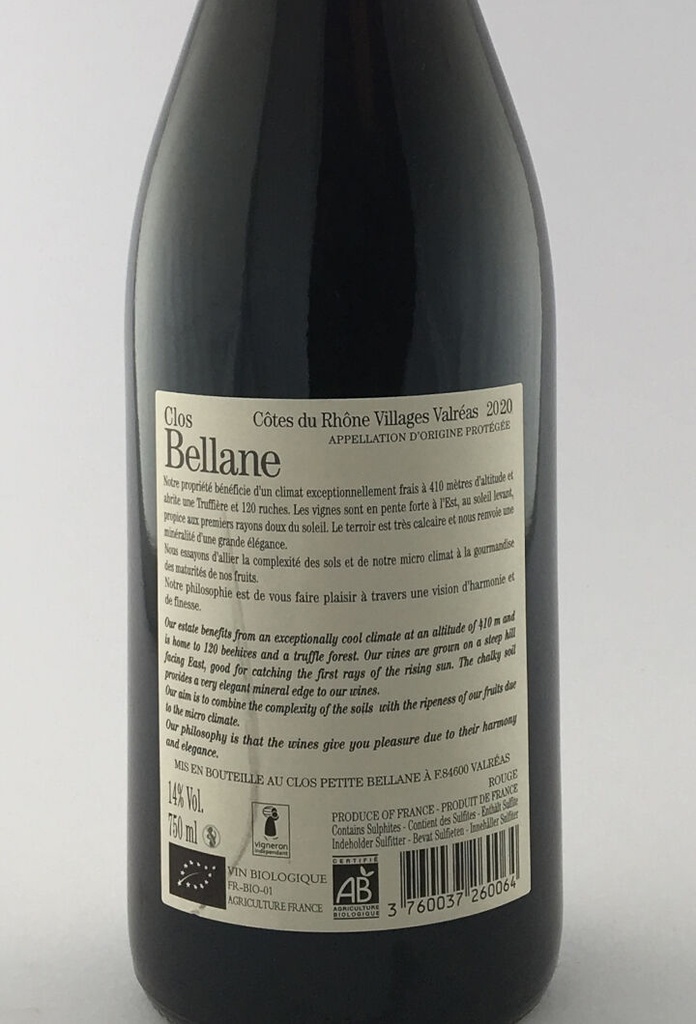 Clos
Bellane
Côtes du Rhône Villages Valréas 2020
APPELLATION D'ORIGINE PROTÉGÉE
Notre propriété bénéficie d'un climat exceptionnellement frais à 410 mètres d'altitude et
abrite une Truffière et 120 ruches. Les vignes sont en pente forte à l'Est, au soleil levant,
propice aux premiers rayons doux du soleil. Le terroir est très calcaire et nous renvoie une
minéralité d'une grande élégance.
Nous essayons d'allier la complexité des sols et de notre micro climat à la gourmandise
des maturités de nos fruits.
Notre philosophie est de vous faire plaisir à travers une vision d'harmonie et
de finesse.
Our estate benefits from an exceptionally cool climate at an altitude of 410 m and
is home to 120 beehives and a truffle forest. Our vines are grown on a steep hill
facing East, good for catching the first rays of the rising sun. The chalky soil
provides a very elegant mineral edge to our wines.
Our aim is to combine the complexity of the soils with the ripeness of our fruits due
to the micro climate.
Our philosophy is that the wines give you pleasure due to their harmony
and elegance.
MIS EN BOUTEILLE AU CLOS PETITE BELLANE À F.84600 VALRÉAS
ROUGE
14% Vol.
750 ml
vigneron
indépendant
PRODUCE OF FRANCE - PRODUIT DE FRANCE
Contains Sulphites - Contient des Sulfites - Enthält Sulfite
Indeholder Sulfitter - Bevat Sulfieten - Innehåller Sulfiter
VIN BIOLOGIQUE
FR-BIO-01
AGRICULTURE FRANCE
CERTIFIÉ
AB
AGRICULTURE
BIOLOGIQUE
3 760037 260064